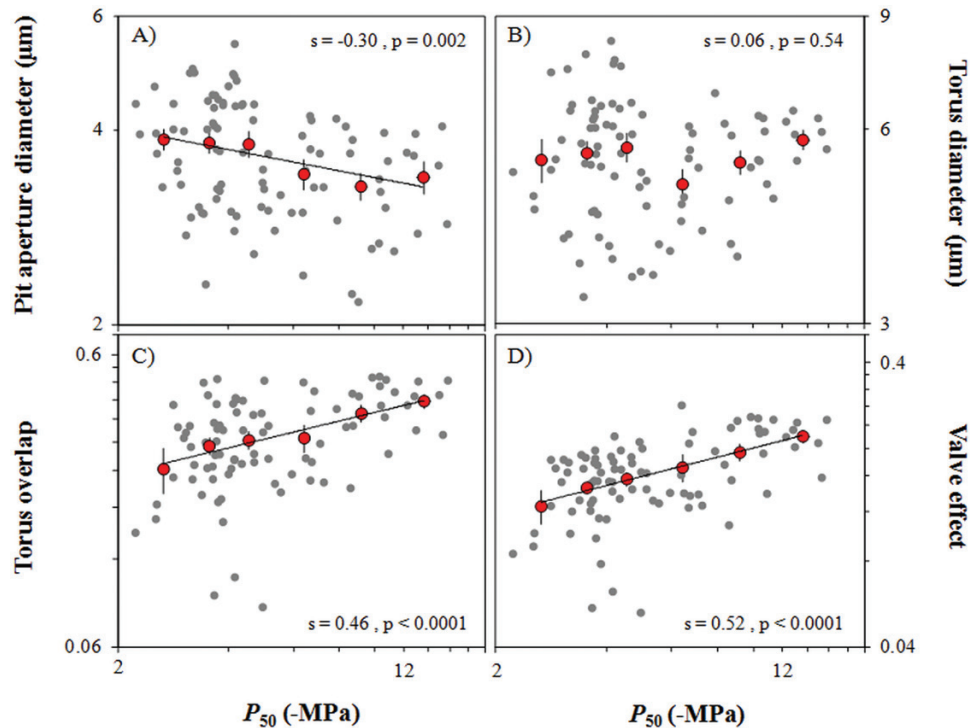 6
A)
s = -0.30 , p = 0.002
4
2
Pit aperture diameter (µm)
B)
s = 0.06 , p = 0.54
9
6
3
Torus diameter (µm)
0.6
C)
s = 0.46 , p < 0.0001
0.06
Torus overlap
2
12
P50 (-MPa)
D)
s = 0.52 , p < 0.0001
0.4
0.04
Valve effect
2
12
P50 (-MPa)